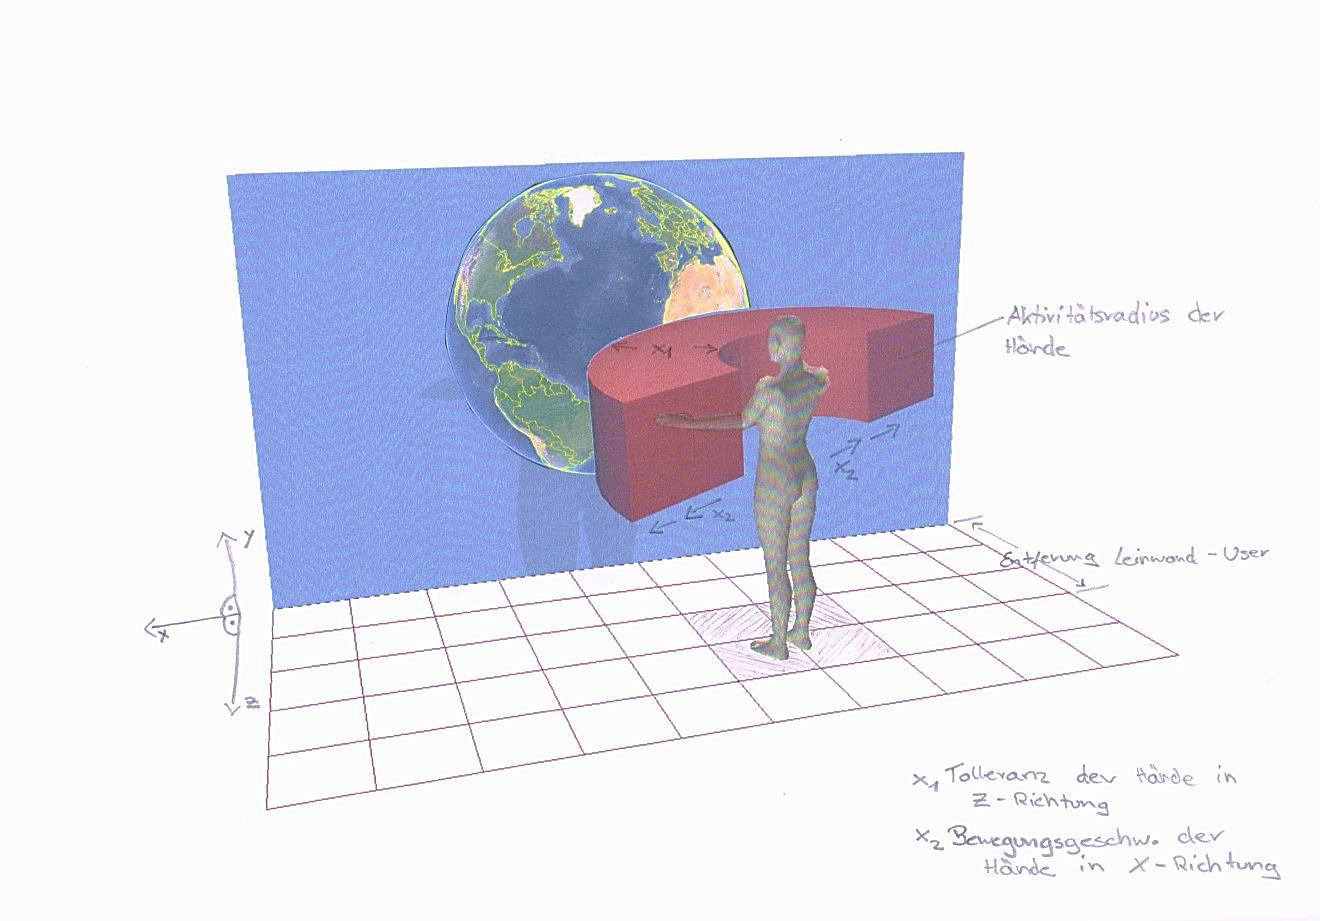 Aktivitätsradius der
Hände
x₁
x₂
x₂
y
x
z
Entferung Leinwand - User
x₁ Tolleranz der Hände in
Z - Richtung
x₂ Bewegungsgeschw. der
Hände in X - Richtung